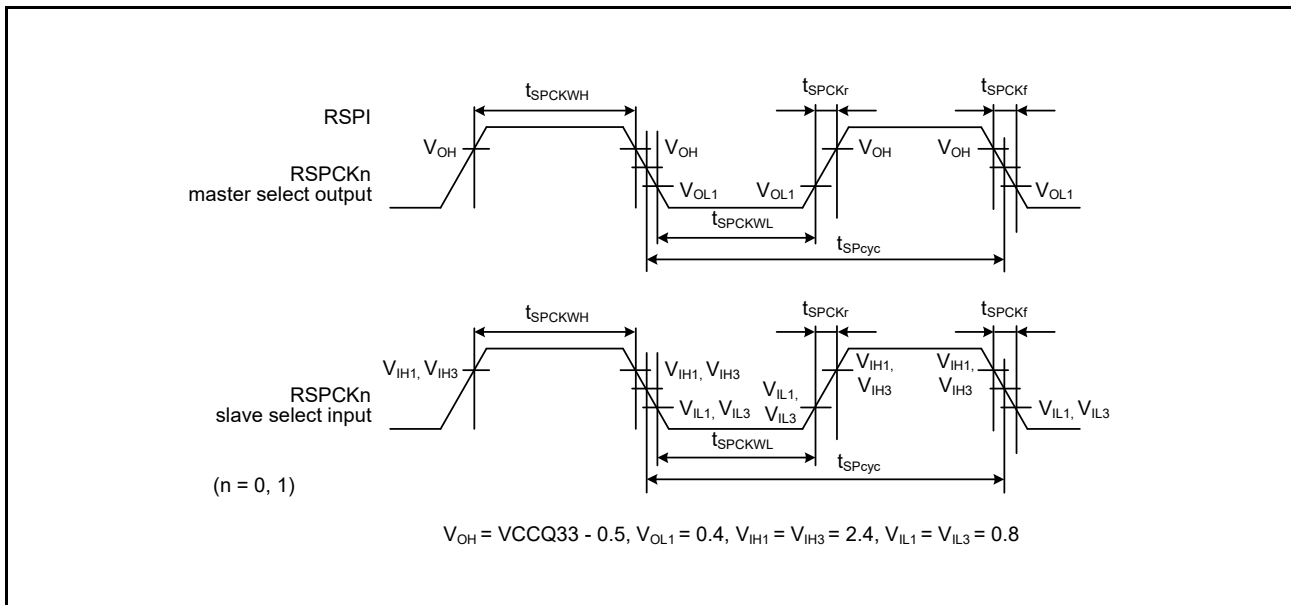 tSPCKWH
tSPCKr
tSPCKf
RSPI
VOH
VOH
VOH
VOH
RSPCKn
master select output
VOL1
VOL1
VOL1
tSPCKWL
tSPcyc
tSPCKWH
tSPCKr
tSPCKf
VIH1, VIH3
VIH1, VIH3
VIH1,
VIH3
VIH1,
VIH3
RSPCKn
slave select input
VIL1, VIL3
VIL1,
VIL3
VIL1, VIL3
tSPCKWL
tSPcyc
(n = 0, 1)
VOH = VCCQ33 - 0.5, VOL1 = 0.4, VIH1 = VIH3 = 2.4, VIL1 = VIL3 = 0.8